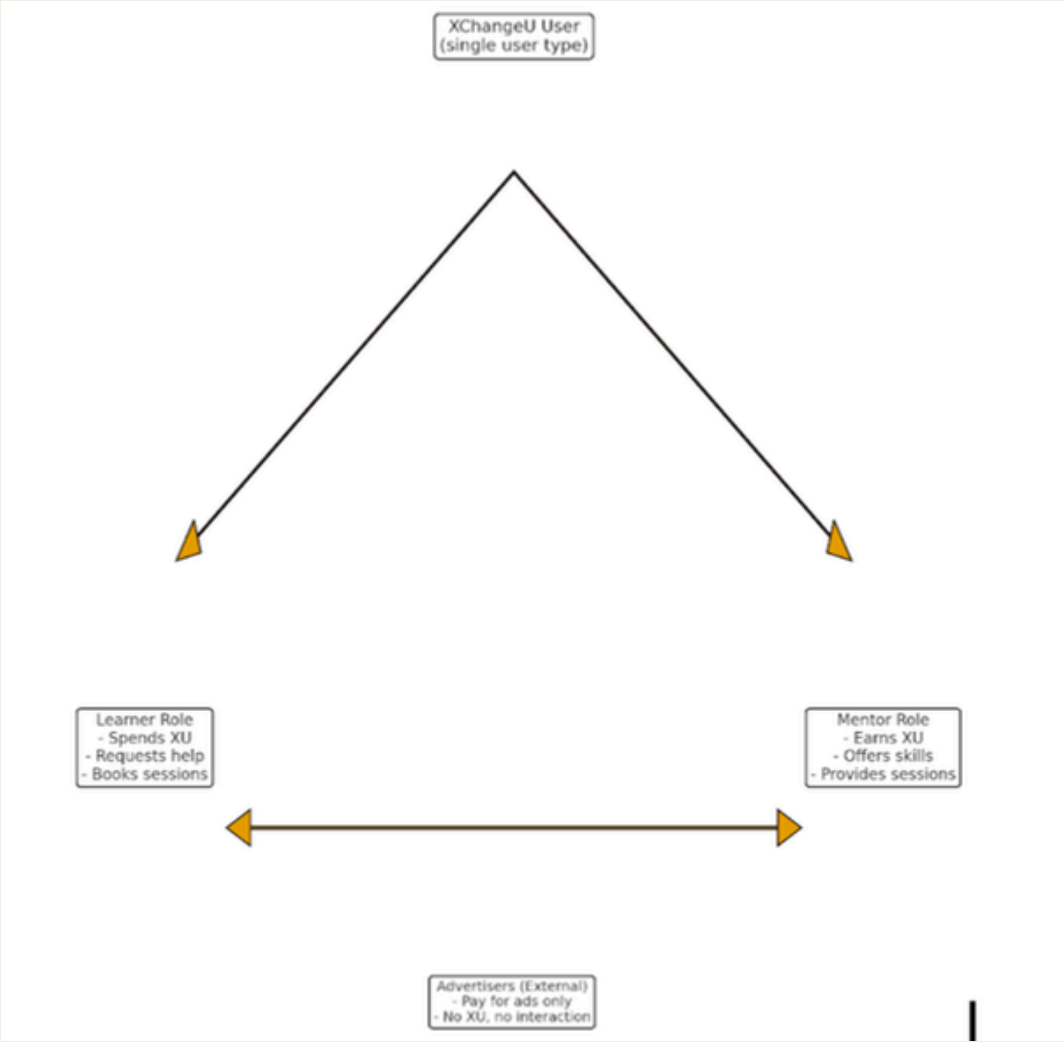 XChangeU User
(single user type)
Learner Role
- Spends XU
- Requests help
- Books sessions
Mentor Role
- Earns XU
- Offers skills
- Provides sessions
Advertisers (External)
- Pay for ads only
- No XU, no interaction